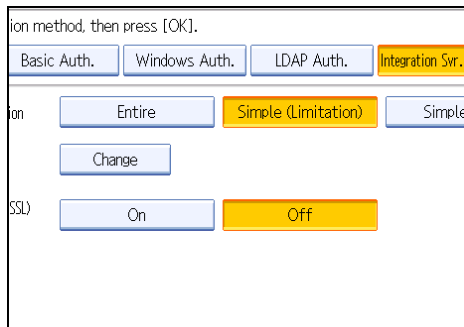 ion method, then press [OK].
Basic Auth. Windows Auth. LDAP Auth. Integration Svr.
ion Entire Simple (Limitation) Simple
Change
SSL) On Off